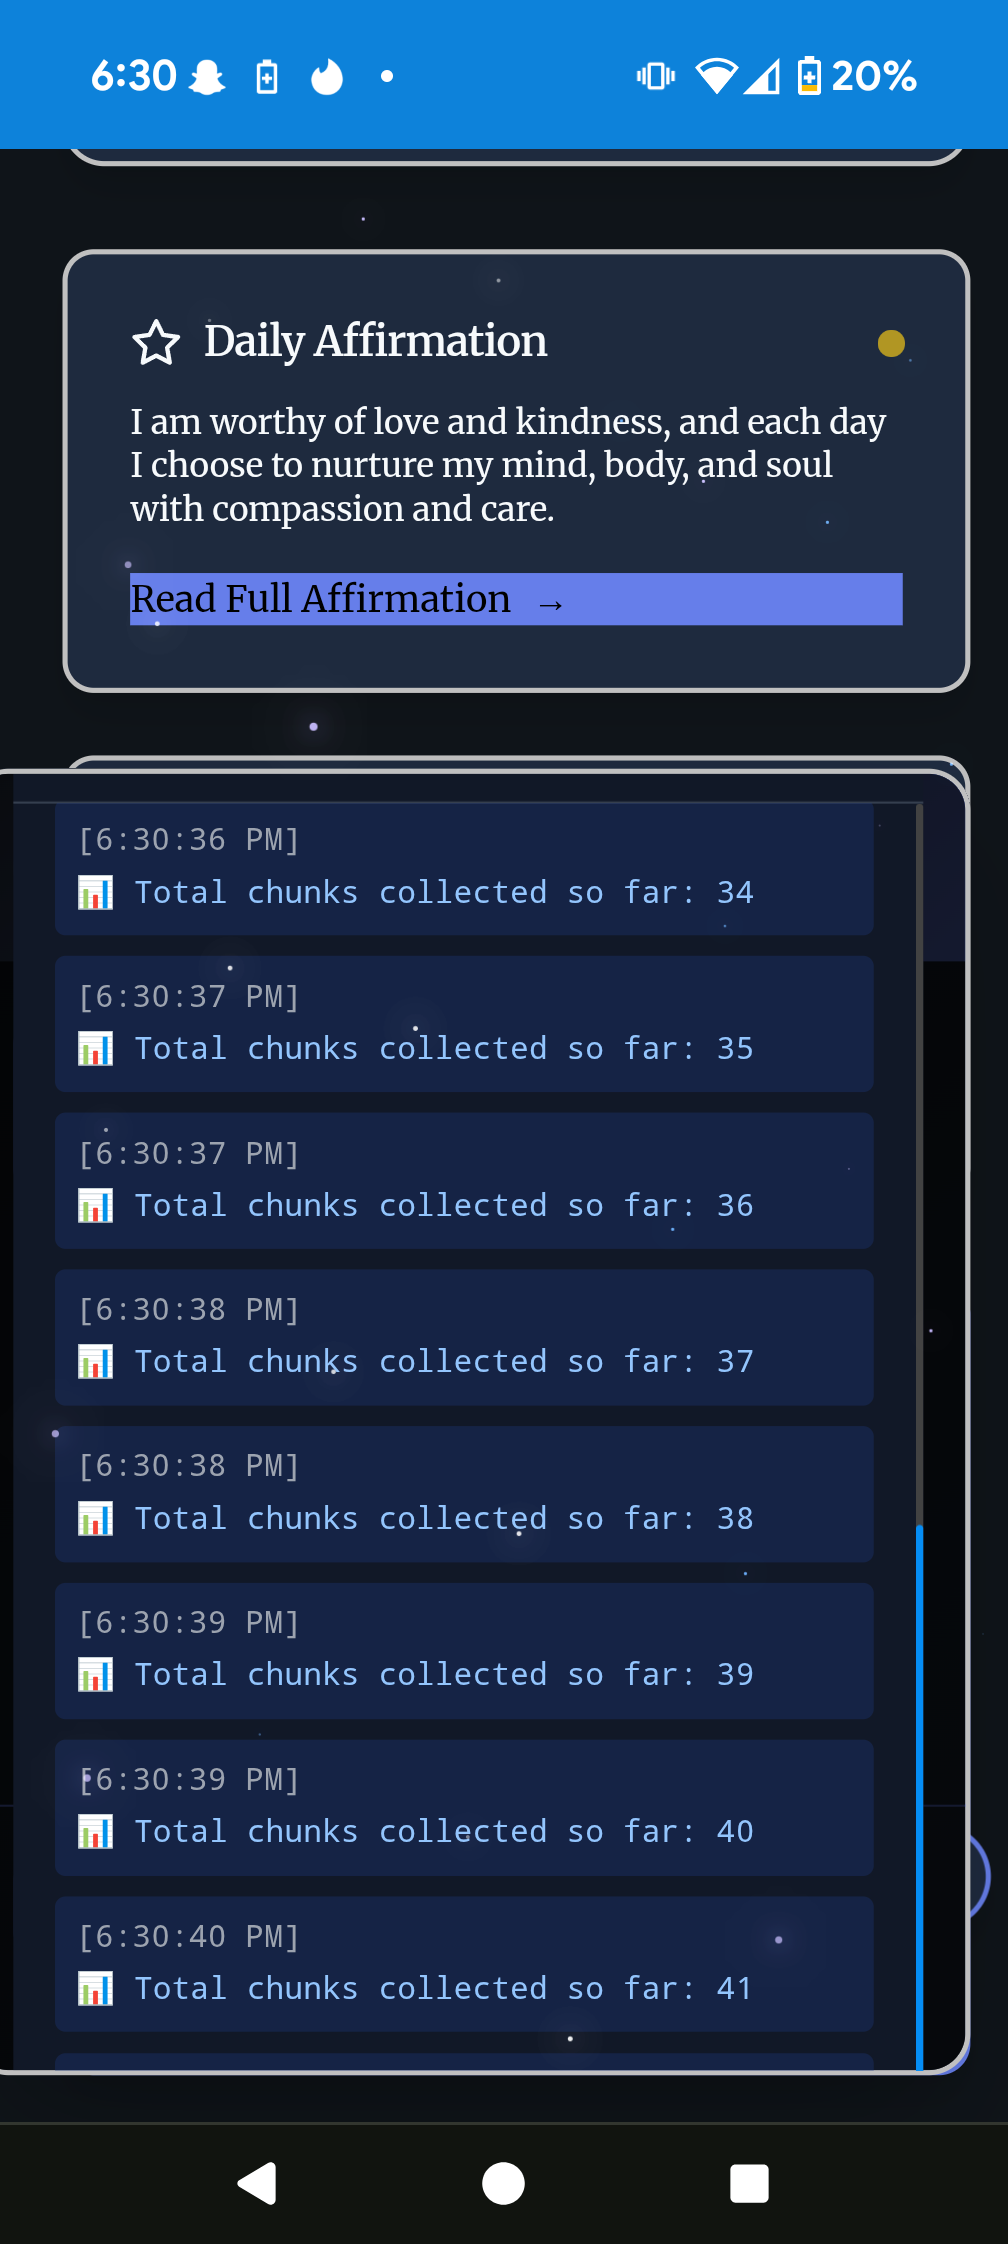 6:30
20%
Daily Affirmation
I am worthy of love and kindness, and each day
I choose to nurture my mind, body, and soul
with compassion and care.
Read Full Affirmation →
[6:30:36 PM]
📊 Total chunks collected so far: 34
[6:30:37 PM]
📊 Total chunks collected so far: 35
[6:30:37 PM]
📊 Total chunks collected so far: 36
[6:30:38 PM]
📊 Total chunks collected so far: 37
[6:30:38 PM]
📊 Total chunks collected so far: 38
[6:30:39 PM]
📊 Total chunks collected so far: 39
[6:30:39 PM]
📊 Total chunks collected so far: 40
[6:30:40 PM]
📊 Total chunks collected so far: 41